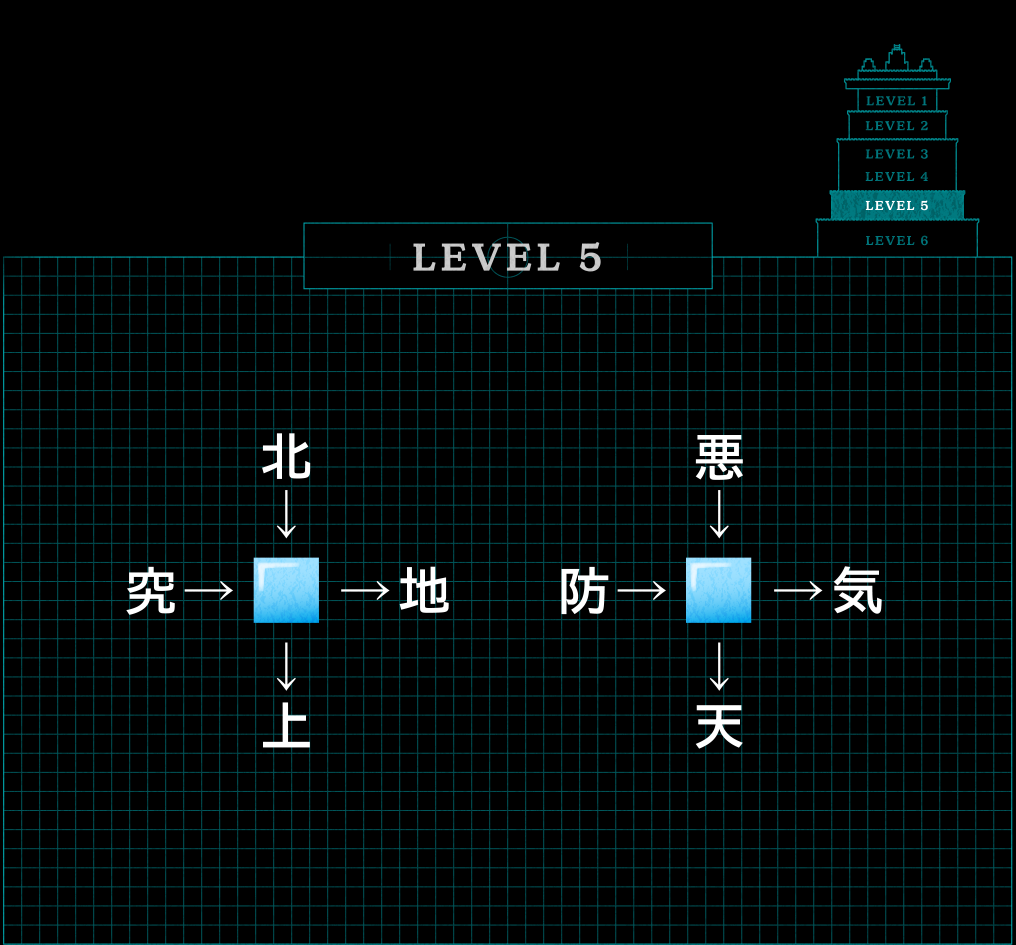 LEVEL 1
LEVEL 2
LEVEL 3
LEVEL 4
LEVEL 5
LEVEL 6
LEVEL 5
北 悪
究 → → 地 防 → → 気
上 天